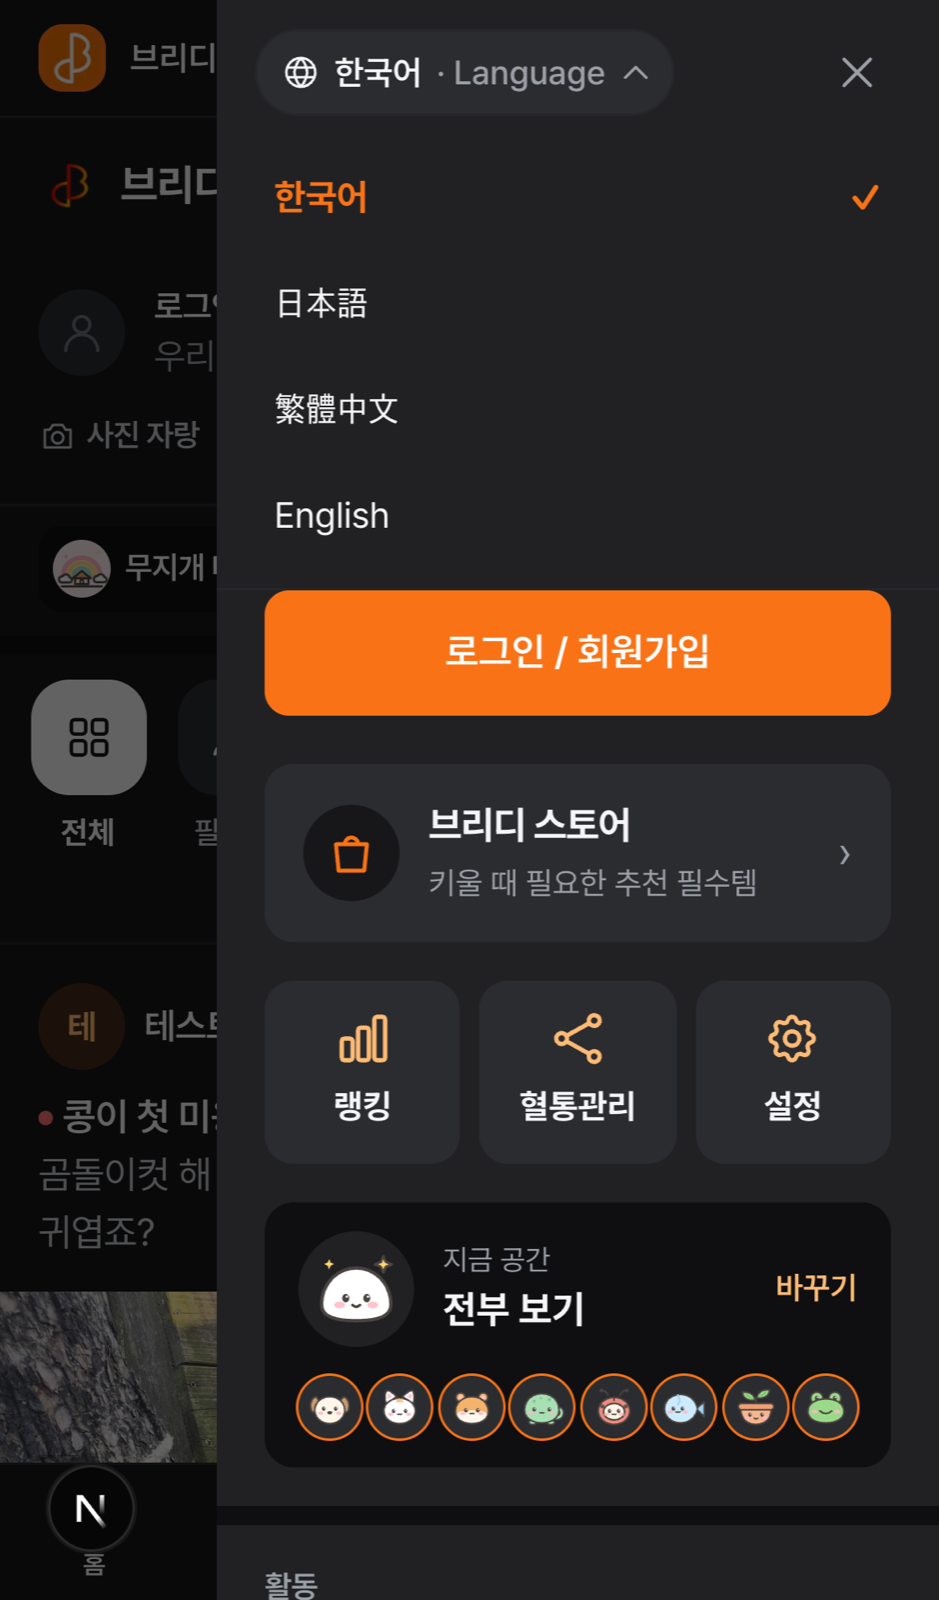 브리디
한국어 · Language
브리디
한국어
日本語
로그인
우리
繁體中文
사진 자랑
English
무지개
로그인 / 회원가입
전체
필
브리디 스토어
키울 때 필요한 추천 필수템
테
테스트
랭킹
혈통관리
설정
콩이 첫 미
곰돌이컷 해
귀엽죠?
지금 공간
전부 보기
바꾸기
N
홈
활동